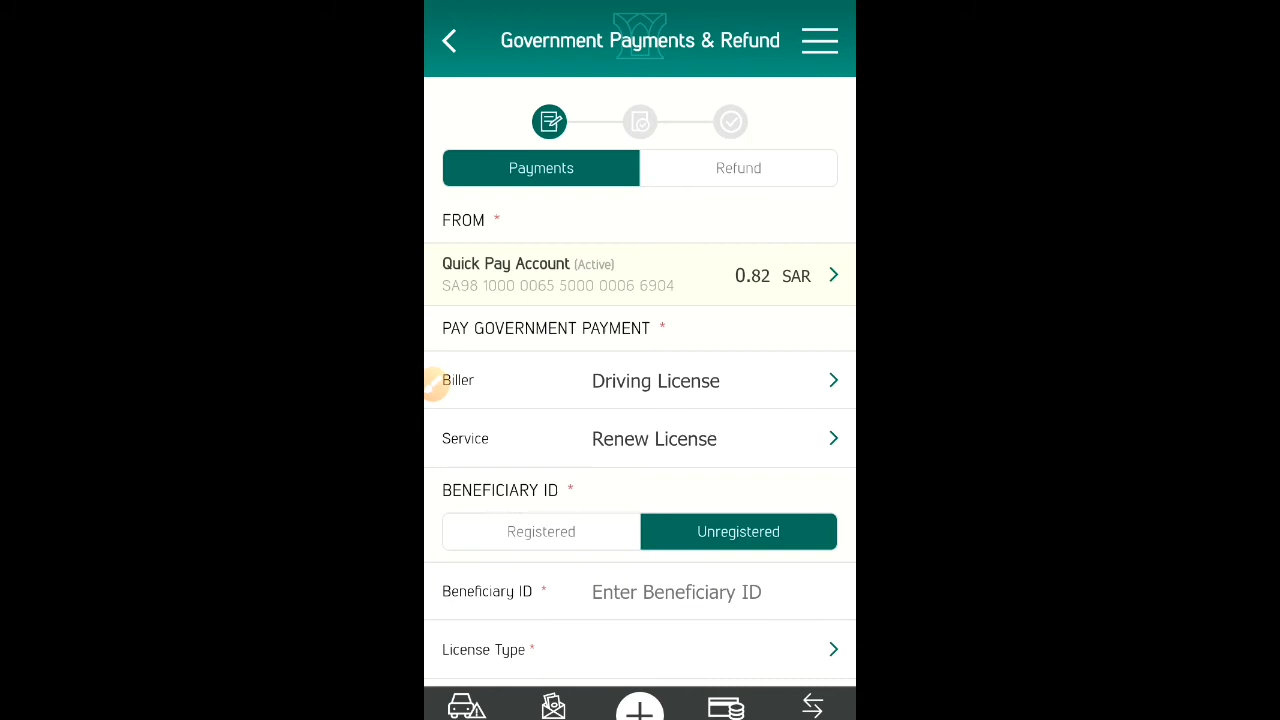 Government Payments & Refund
Payments Refund
FROM *
Quick Pay Account (Active)
SA98 1000 0065 5000 0006 6904
0.82 SAR
PAY GOVERNMENT PAYMENT *
Biller Driving License
Service Renew License
BENEFICIARY ID *
Registered Unregistered
Beneficiary ID * Enter Beneficiary ID
License Type *